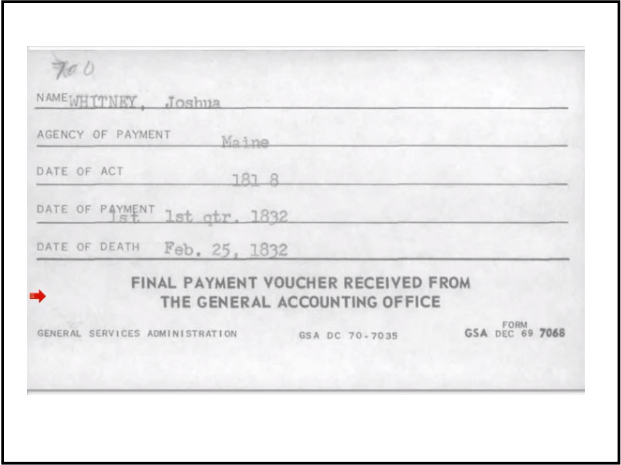 700
NAME WHITNEY, Joshua
AGENCY OF PAYMENT Maine
DATE OF ACT 181 8
DATE OF PAYMENT 1st 1st qtr. 1832
DATE OF DEATH Feb. 25, 1832
FINAL PAYMENT VOUCHER RECEIVED FROM
THE GENERAL ACCOUNTING OFFICE
GENERAL SERVICES ADMINISTRATION GSA DC 70-7035 GSA FORM DEC 69 7068